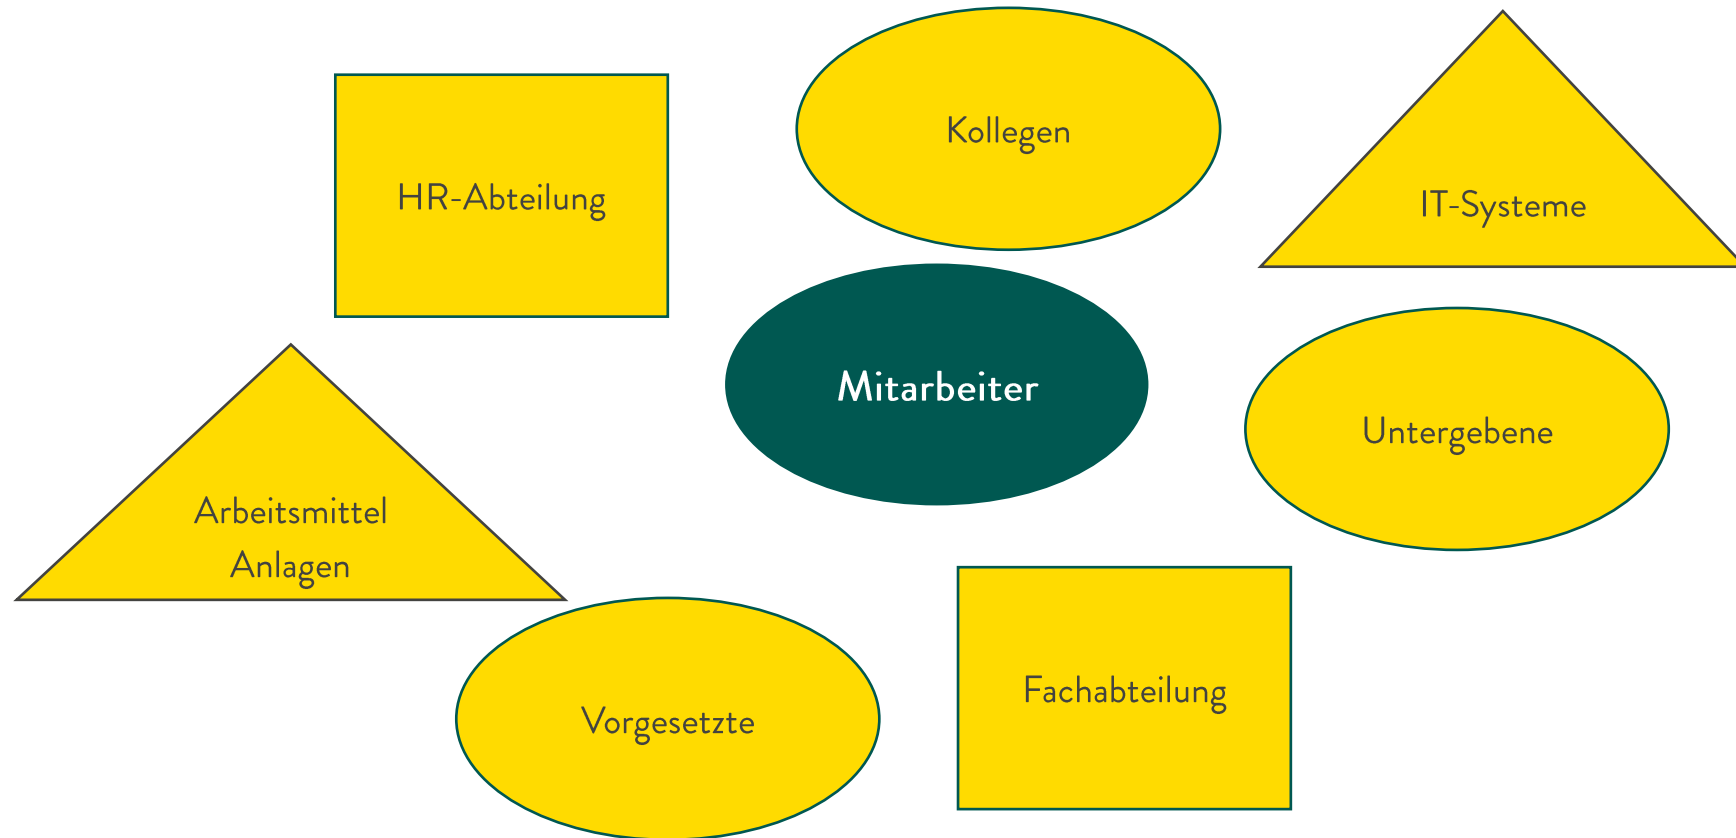 Kollegen
HR-Abteilung
IT-Systeme
Mitarbeiter
Untergebene
Arbeitsmittel
Anlagen
Fachabteilung
Vorgesetzte